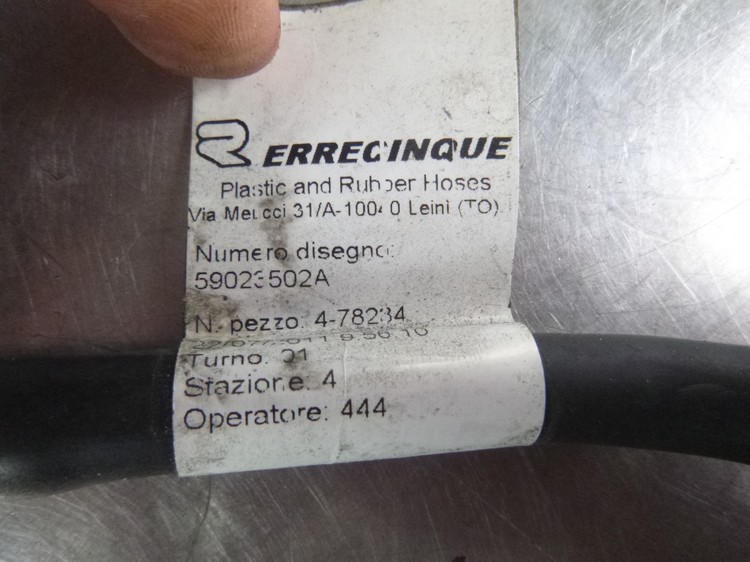 ERRECINQUE
Plastic and Rubber Hoses
Via Meucci 31/A-10040 Leini (TO)
Numero disegno:
59023502A
N. pezzo: 4-78234
Turno: 01
Stazione: 4
Operatore: 444